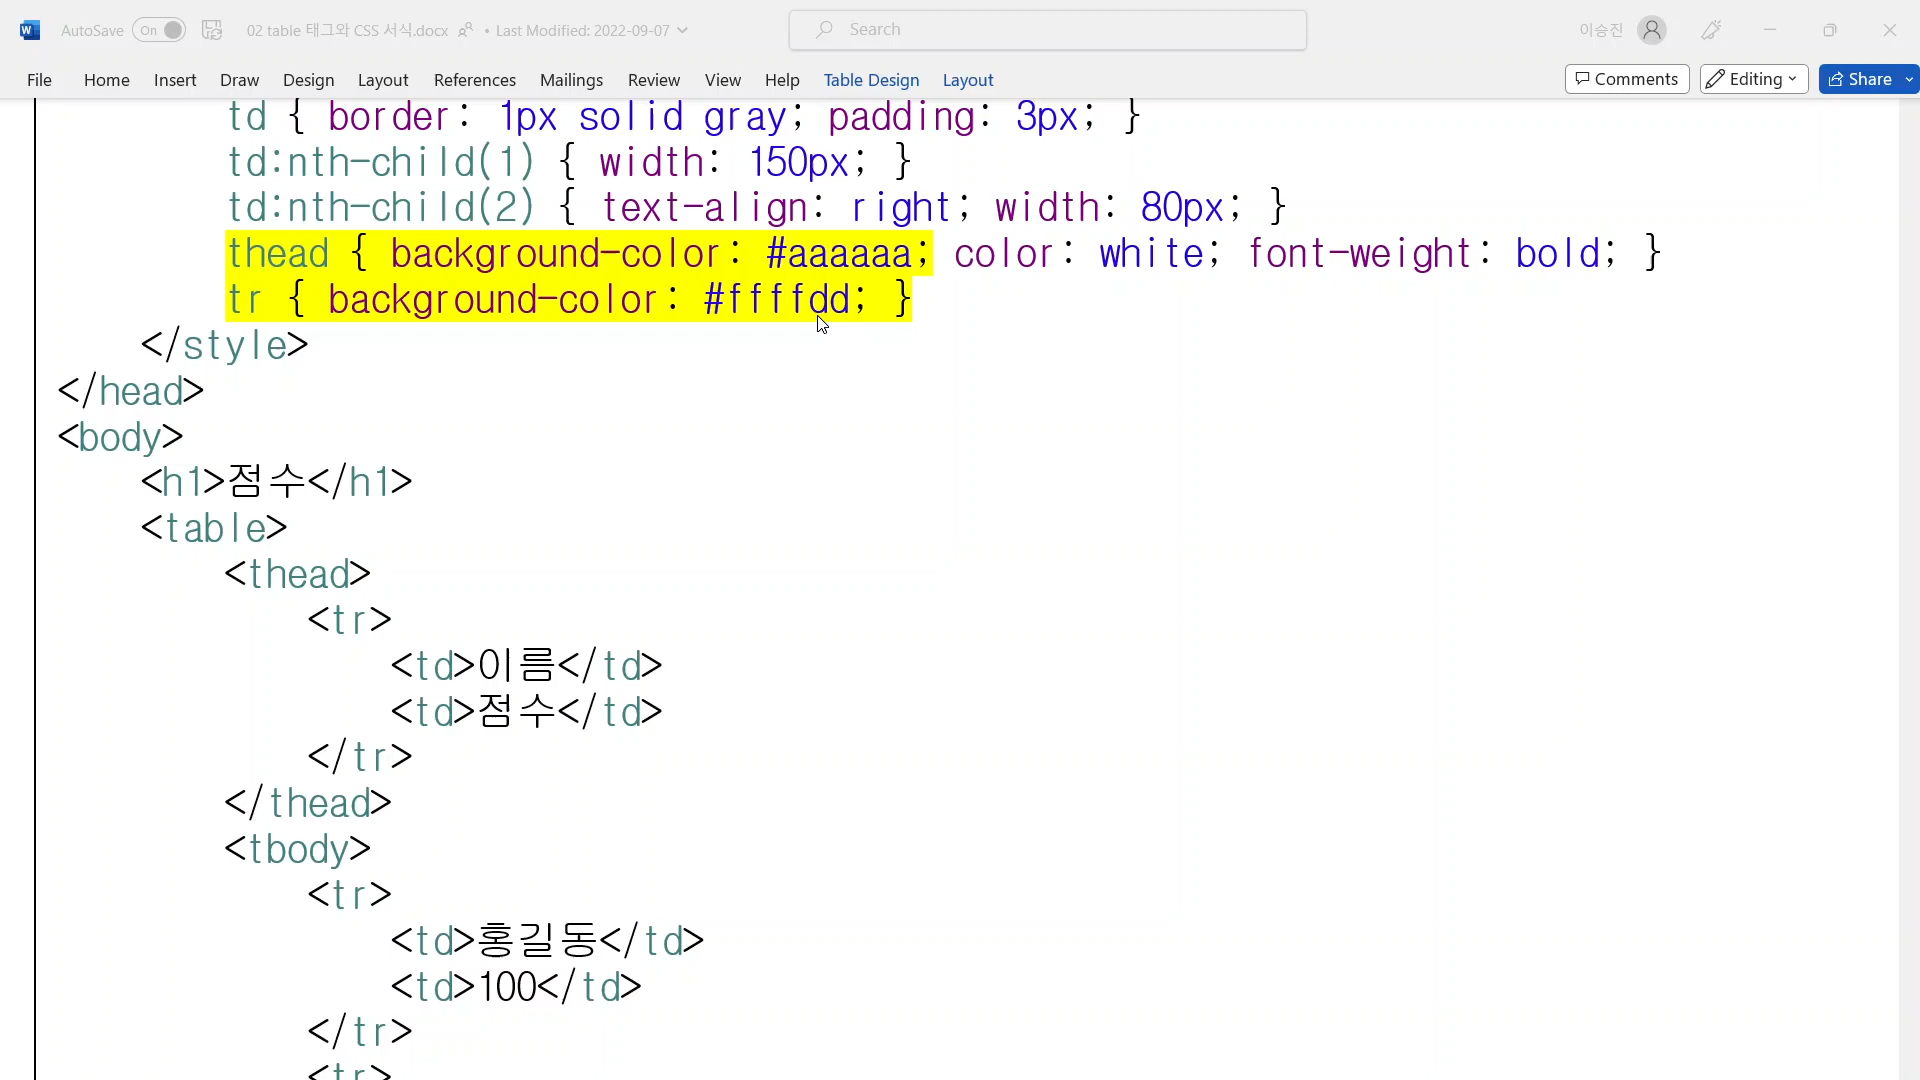 AutoSave On 02 table 태그와 CSS 서식.docx • Last Modified: 2022-09-07 Search 이승진
File Home Insert Draw Design Layout References Mailings Review View Help Table Design Layout Comments Editing Share
td { border: 1px solid gray; padding: 3px; }
td:nth-child(1) { width: 150px; }
td:nth-child(2) { text-align: right; width: 80px; }
thead { background-color: #aaaaaa; color: white; font-weight: bold; }
tr { background-color: #ffffdd; }
</style>
</head>
<body>
<h1>점수</h1>
<table>
<thead>
<tr>
<td>이름</td>
<td>점수</td>
</tr>
</thead>
<tbody>
<tr>
<td>홍길동</td>
<td>100</td>
</tr>
<tr>